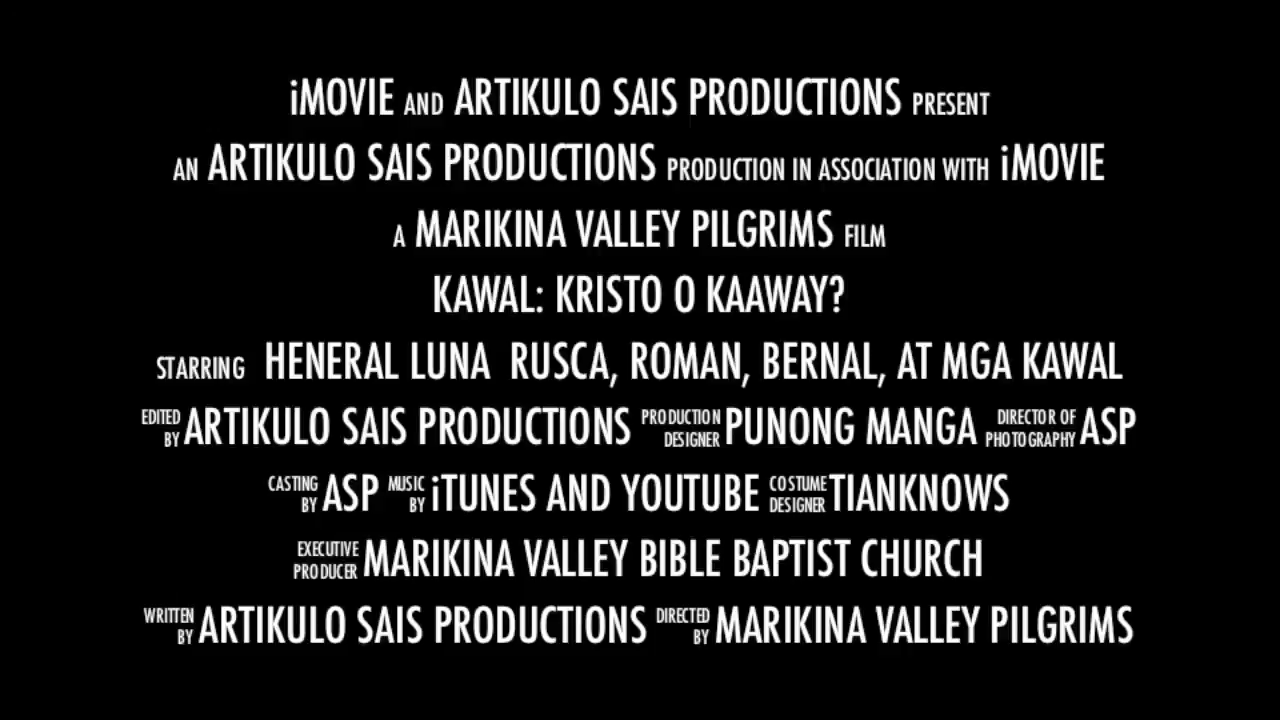 iMOVIE AND ARTIKULO SAIS PRODUCTIONS PRESENT
AN ARTIKULO SAIS PRODUCTIONS PRODUCTION IN ASSOCIATION WITH iMOVIE
A MARIKINA VALLEY PILGRIMS FILM
KAWAL: KRISTO O KAAWAY?
STARRING HENERAL LUNA RUSCA, ROMAN, BERNAL, AT MGA KAWAL
EDITED BY ARTIKULO SAIS PRODUCTIONS PRODUCTION DESIGNER PUNONG MANGA DIRECTOR OF PHOTOGRAPHY ASP
CASTING BY ASP MUSIC BY iTUNES AND YOUTUBE COSTUME DESIGNER TIANKNOWS
EXECUTIVE PRODUCER MARIKINA VALLEY BIBLE BAPTIST CHURCH
WRITTEN BY ARTIKULO SAIS PRODUCTIONS DIRECTED BY MARIKINA VALLEY PILGRIMS